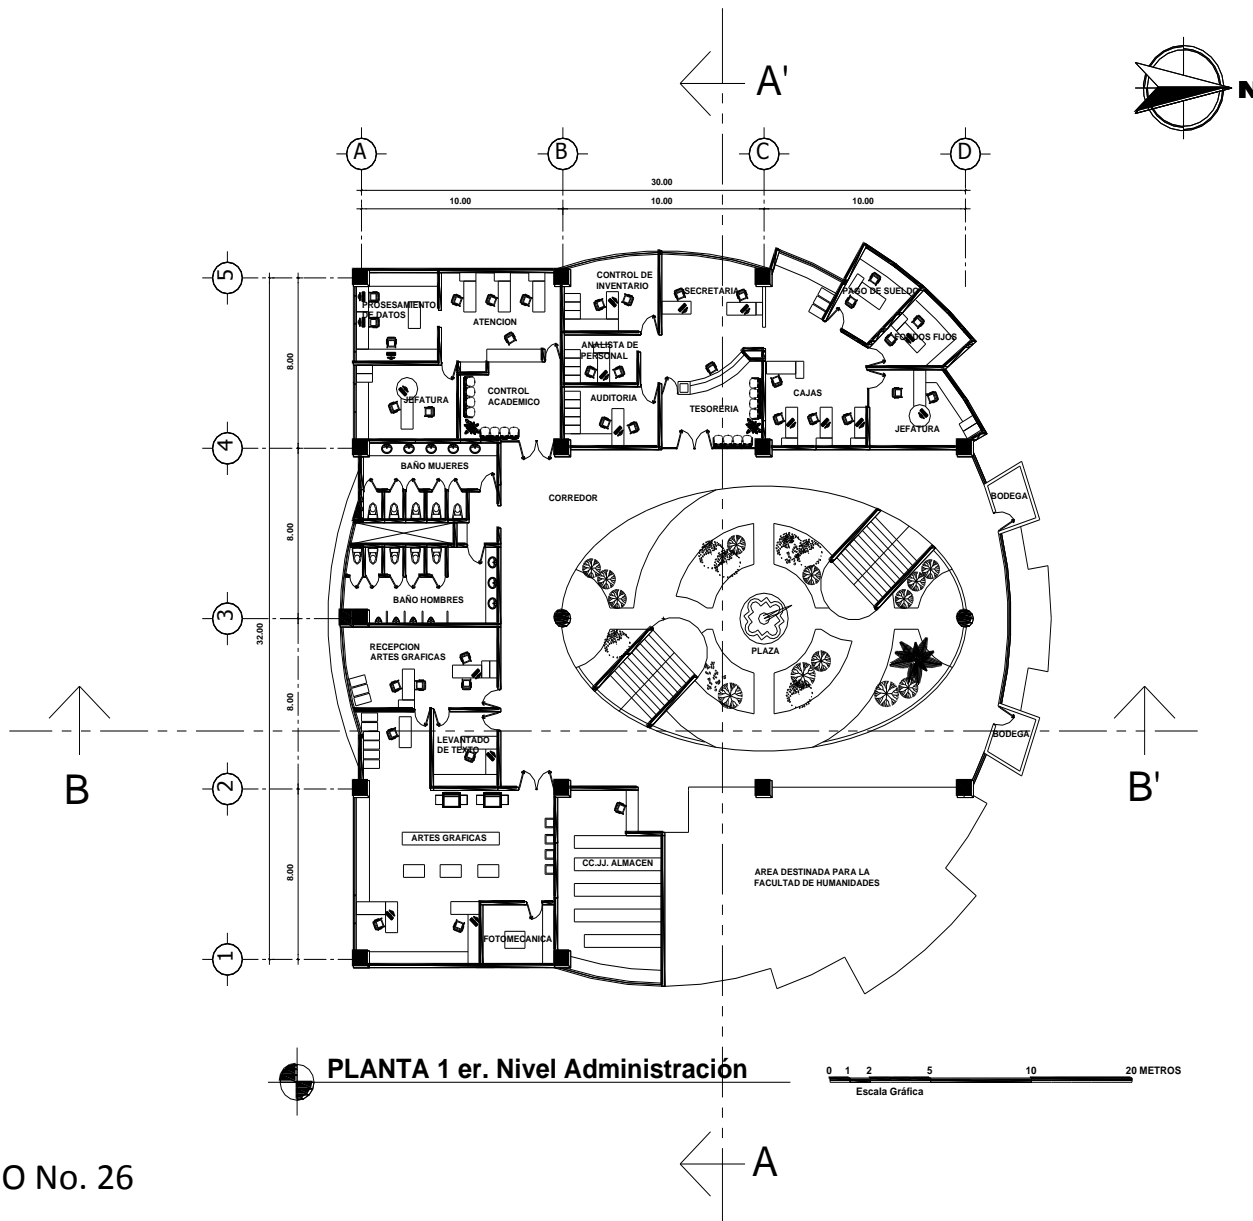 A'
N
A B C D
30.00
10.00 10.00 10.00
5
4
3
2
1
8.00
8.00
8.00
8.00
32.00
PROSESAMIENTO
DE DATOS
ATENCION
JEFATURA
CONTROL
ACADEMICO
CONTROL DE
INVENTARIO
SECRETARIA
ANALISTA DE
PERSONAL
AUDITORIA
TESORERIA
CAJAS
PAGO DE SUELDO
FONDOS FIJOS
JEFATURA
BAÑO MUJERES
CORREDOR
BODEGA
BAÑO HOMBRES
RECEPCION
ARTES GRAFICAS
PLAZA
LEVANTADO
DE TEXTO
BODEGA
B
B'
ARTES GRAFICAS
CC.JJ. ALMACEN
AREA DESTINADA PARA LA
FACULTAD DE HUMANIDADES
FOTOMECANICA
PLANTA 1 er. Nivel Administración
0 1 2 5 10 20 METROS
Escala Gráfica
A
O No. 26